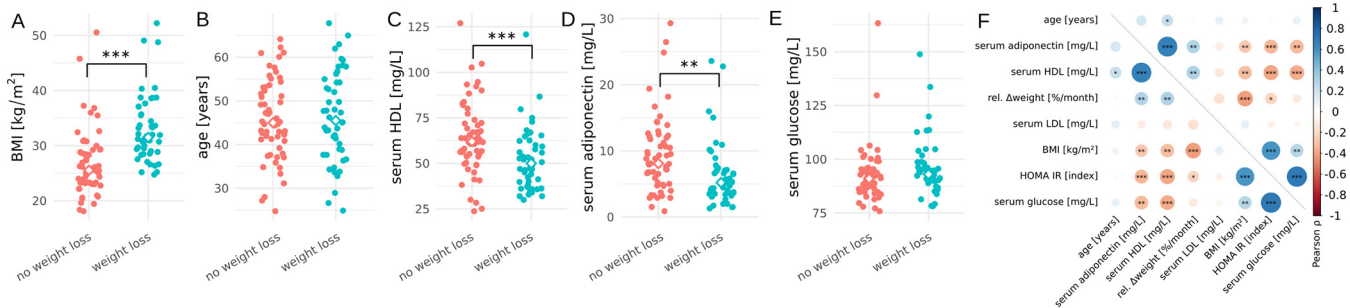 A
BMI [kg/m²]
50
40
30
20
***
no weight loss
weight loss
B
age [years]
60
50
40
30
no weight loss
weight loss
C
serum HDL [mg/L]
125
100
75
50
25
***
no weight loss
weight loss
D
serum adiponectin [mg/L]
30
20
10
0
**
no weight loss
weight loss
E
serum glucose [mg/L]
150
125
100
75
no weight loss
weight loss
F
age [years]
*
serum adiponectin [mg/L]
*** ** ** *** **
serum HDL [mg/L]
* *** ** ** *** ***
rel. Δweight [%/month]
** ** *** *
serum LDL [mg/L]
BMI [kg/m²]
** ** *** *** **
HOMA IR [index]
*** *** * *** ***
serum glucose [mg/L]
** *** ** ***
age [years]
serum adiponectin [mg/L]
serum HDL [mg/L]
rel. Δweight [%/month]
serum LDL [mg/L]
BMI [kg/m²]
HOMA IR [index]
serum glucose [mg/L]
1
0.8
0.6
0.4
0.2
0
-0.2
-0.4
-0.6
-0.8
-1
Pearson ρ